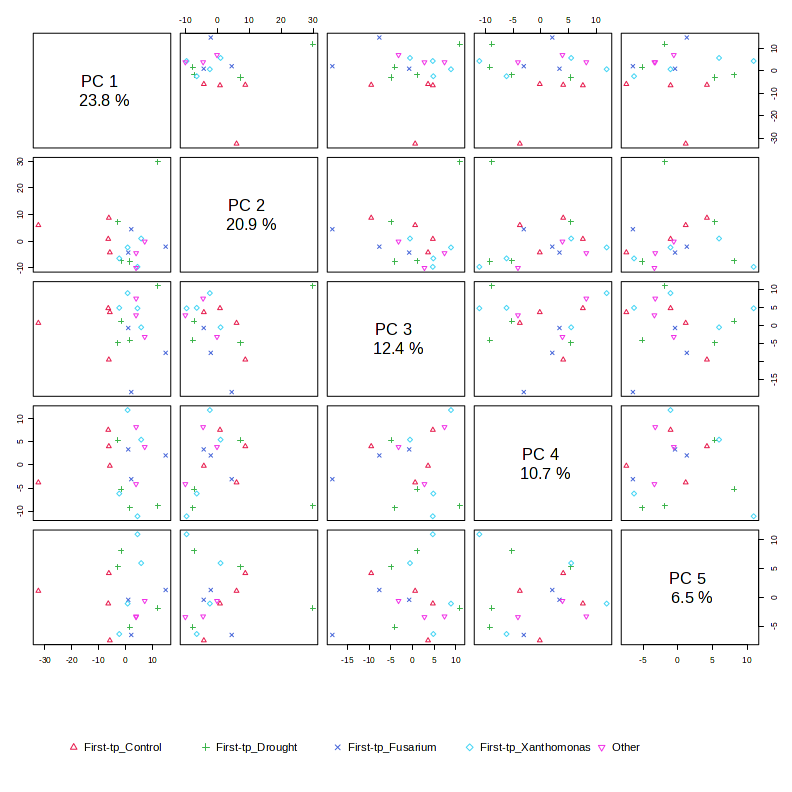 -10 0 10 20 30
-10 -5 0 5 10
PC 1
23.8 %
-30 -20 -10 0 10
-10 0 10 20 30
PC 2
20.9 %
PC 3
12.4 %
-15 -5 0 5 10
-10 -5 0 5 10
PC 4
10.7 %
PC 5
6.5 %
-5 0 5 10
-30 -20 -10 0 10
-15 -10 -5 0 5 10
-5 0 5 10
First-tp_Control First-tp_Drought First-tp_Fusarium First-tp_Xanthomonas Other